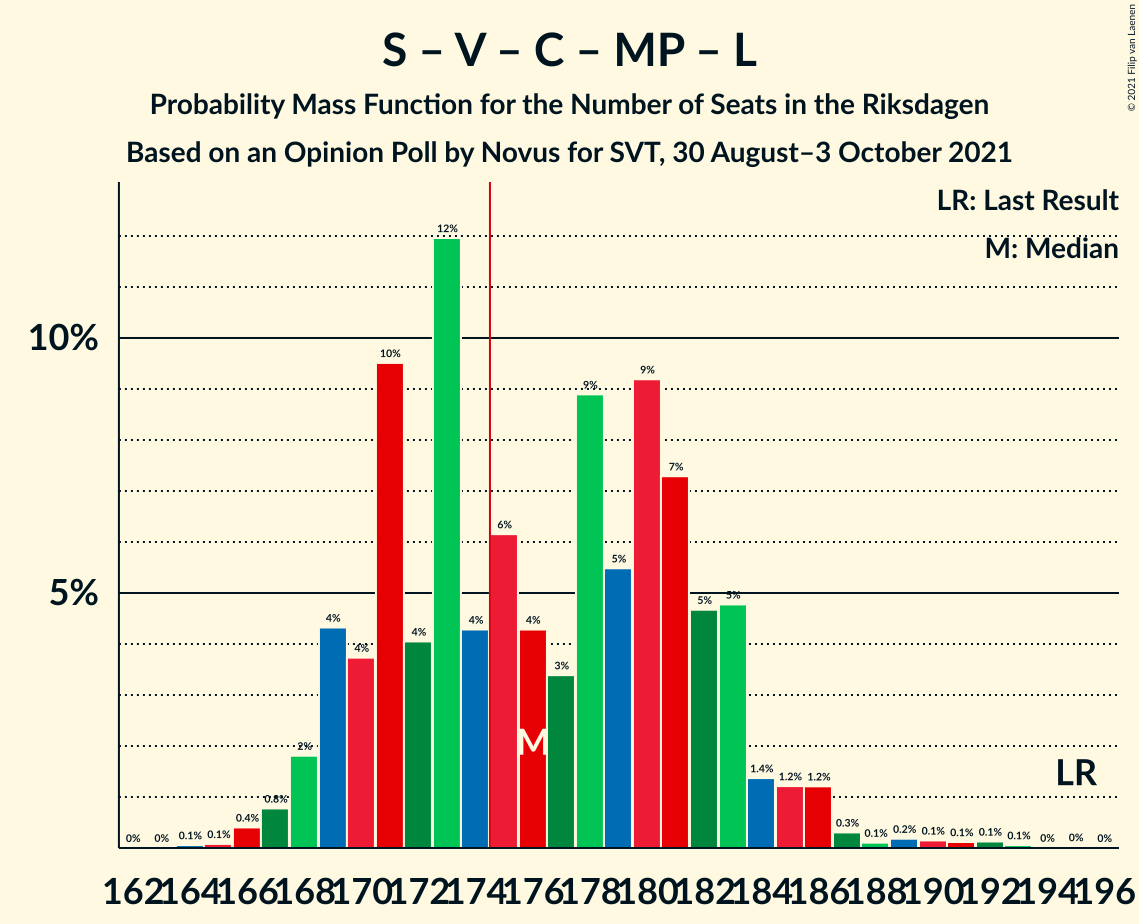 S – V – C – MP – L
Probability Mass Function for the Number of Seats in the Riksdagen
Based on an Opinion Poll by Novus for SVT, 30 August–3 October 2021
© 2021 Filip van Laenen
LR: Last Result
M: Median
10%
5%
0% 0% 0.1% 0.1% 0.4% 0.8% 2% 4% 4% 10% 4% 12% 4% 6% 4% 3% 9% 5% 9% 7% 5% 5% 1.4% 1.2% 1.2% 0.3% 0.1% 0.2% 0.1% 0.1% 0.1% 0.1% 0% 0% 0%
M
LR
162 164 166 168 170 172 174 176 178 180 182 184 186 188 190 192 194 196